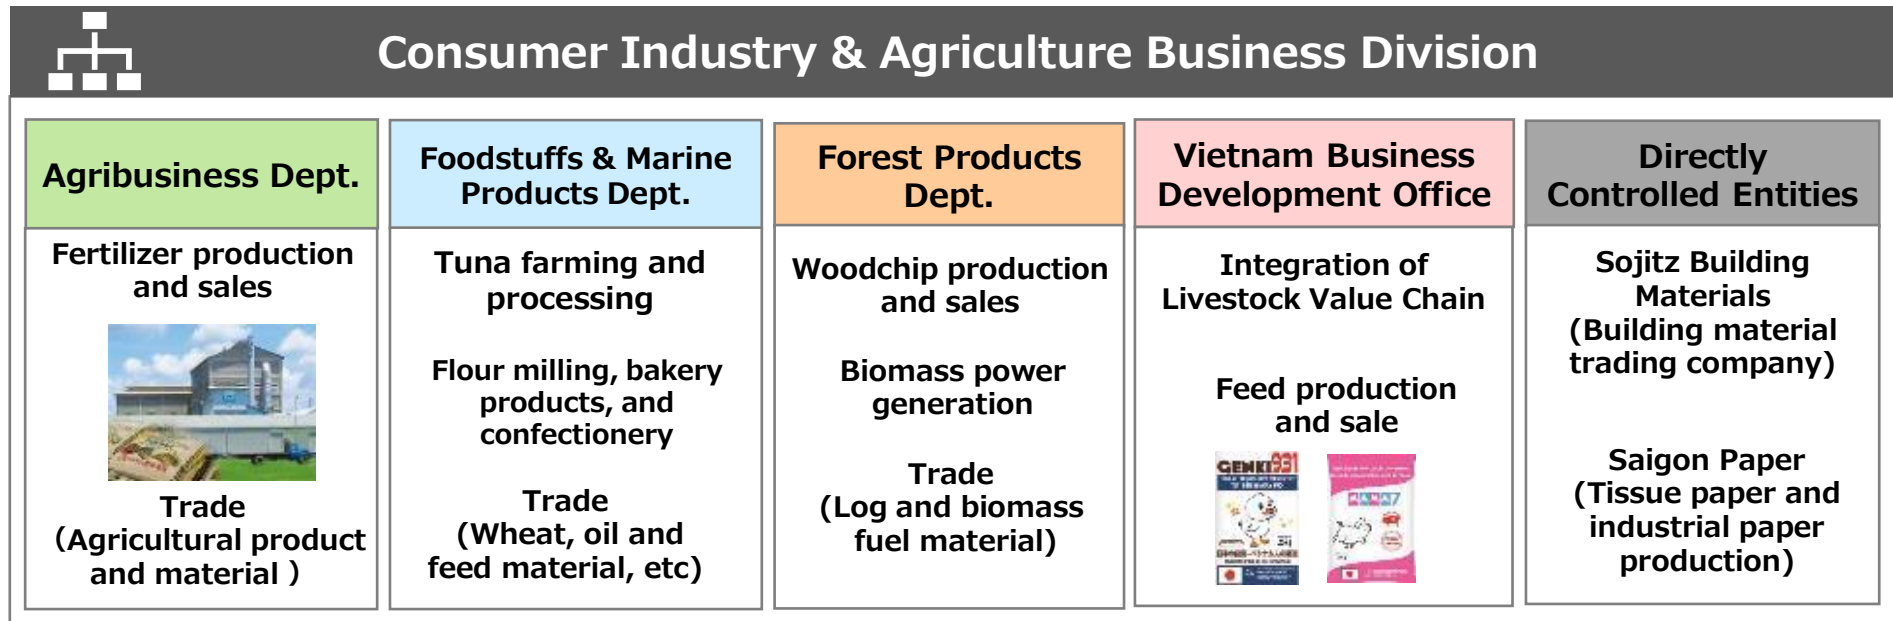 Consumer Industry & Agriculture Business Division
Agribusiness Dept.
Fertilizer production
and sales
Trade
(Agricultural product
and material )
Foodstuffs & Marine
Products Dept.
Tuna farming and
processing
Flour milling, bakery
products, and
confectionery
Trade
(Wheat, oil and
feed material, etc)
Forest Products
Dept.
Woodchip production
and sales
Biomass power
generation
Trade
(Log and biomass
fuel material)
Vietnam Business
Development Office
Integration of
Livestock Value Chain
Feed production
and sale
GENKI 931
MAMA7
Directly
Controlled Entities
Sojitz Building
Materials
(Building material
trading company)
Saigon Paper
(Tissue paper and
industrial paper
production)